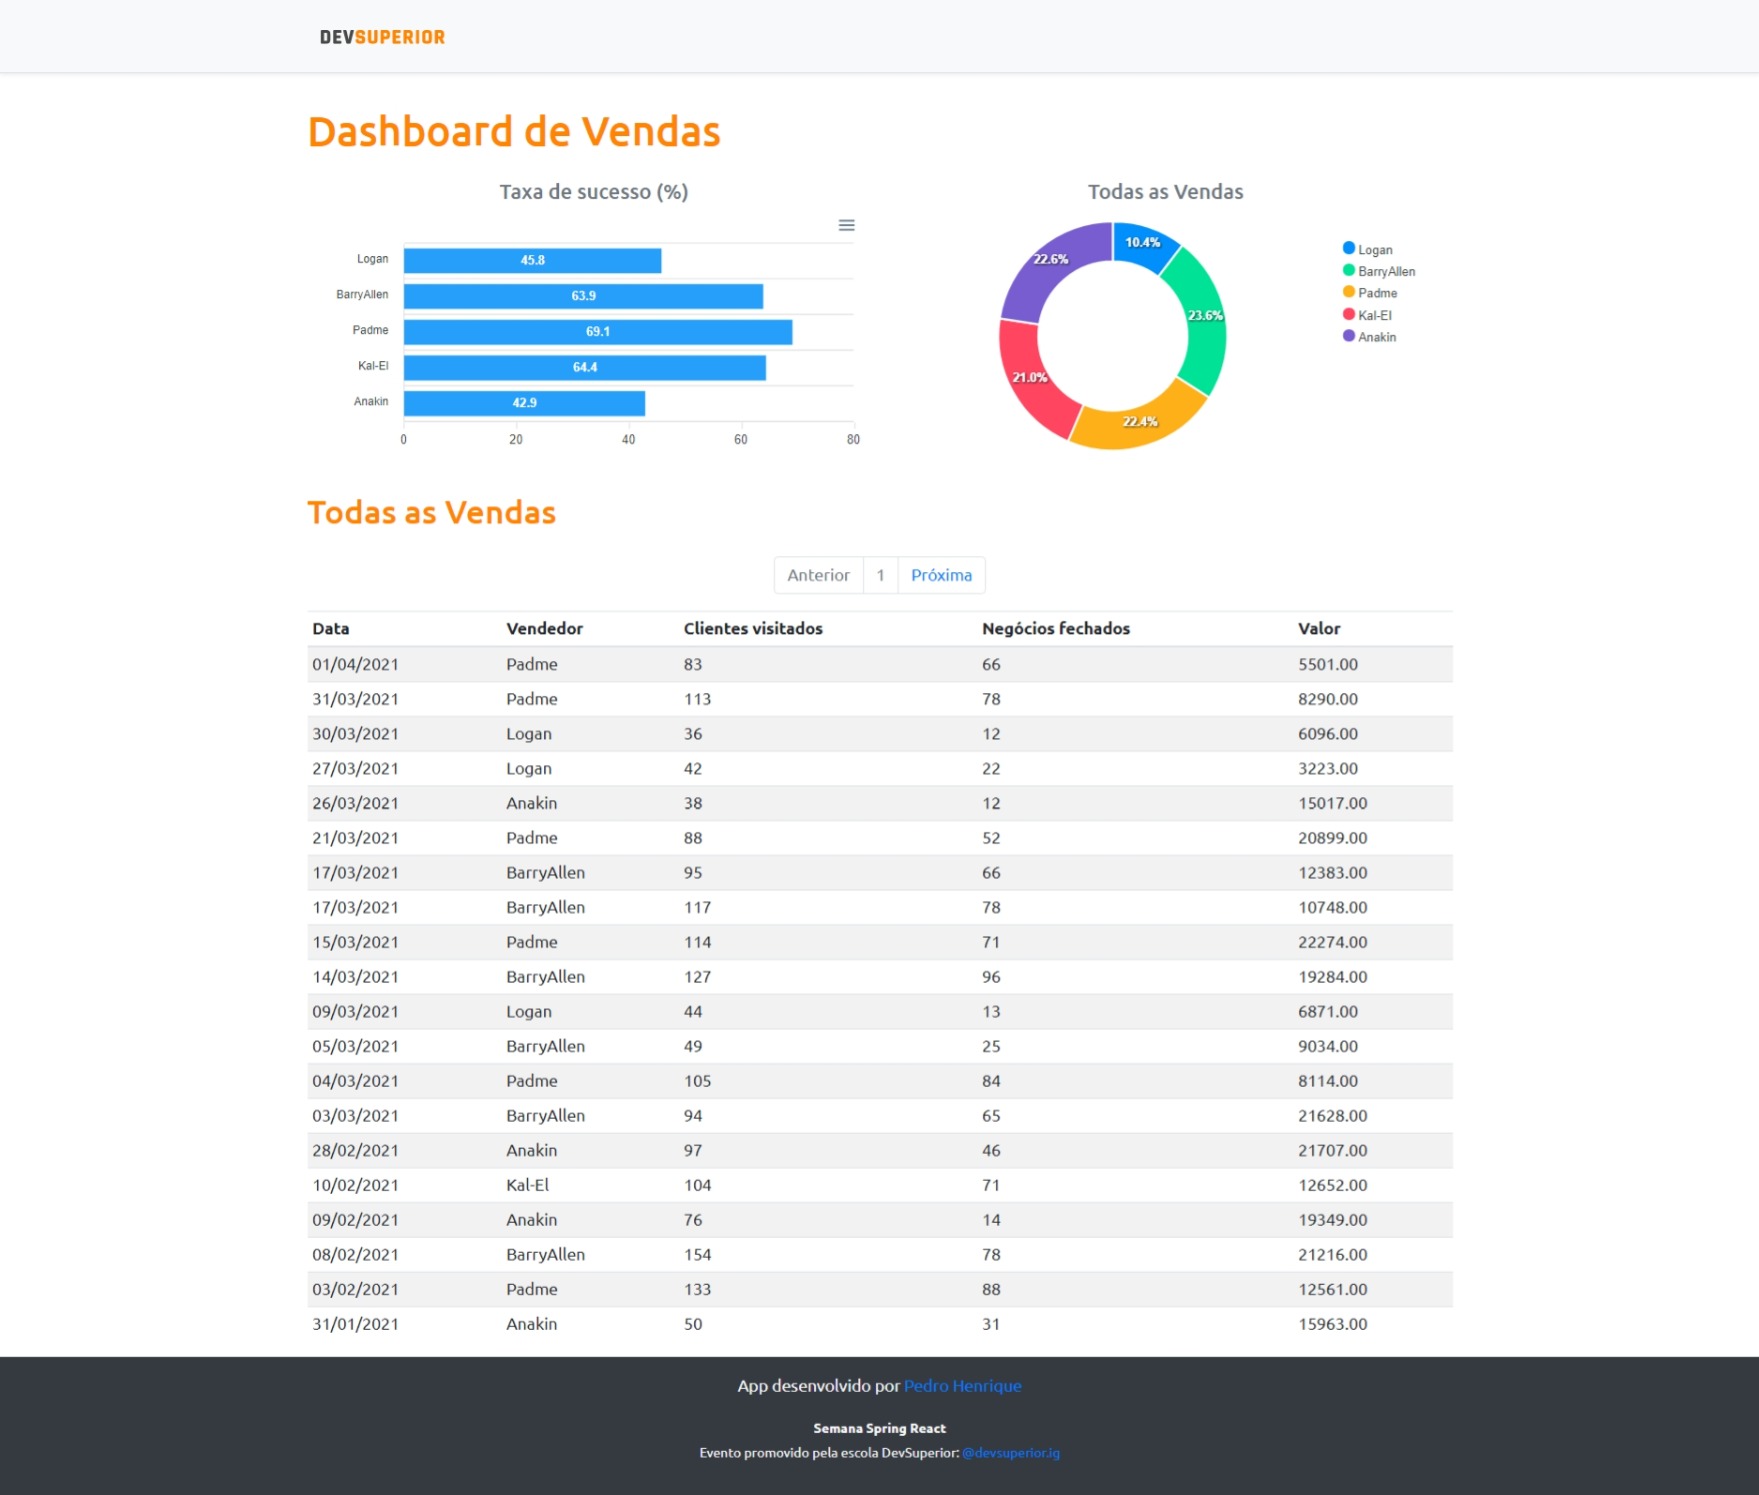 DEVSUPERIOR
Dashboard de Vendas
Taxa de sucesso (%)
Logan 45.8
BarryAllen 63.9
Padme 69.1
Kal-El 64.4
Anakin 42.9
0 20 40 60 80
Todas as Vendas
10.4%
23.6%
22.4%
21.0%
22.6%
Logan
BarryAllen
Padme
Kal-El
Anakin
Todas as Vendas
Anterior 1 Próxima
Data Vendedor Clientes visitados Negócios fechados Valor
01/04/2021 Padme 83 66 5501.00
31/03/2021 Padme 113 78 8290.00
30/03/2021 Logan 36 12 6096.00
27/03/2021 Logan 42 22 3223.00
26/03/2021 Anakin 38 12 15017.00
21/03/2021 Padme 88 52 20899.00
17/03/2021 BarryAllen 95 66 12383.00
17/03/2021 BarryAllen 117 78 10748.00
15/03/2021 Padme 114 71 22274.00
14/03/2021 BarryAllen 127 96 19284.00
09/03/2021 Logan 44 13 6871.00
05/03/2021 BarryAllen 49 25 9034.00
04/03/2021 Padme 105 84 8114.00
03/03/2021 BarryAllen 94 65 21628.00
28/02/2021 Anakin 97 46 21707.00
10/02/2021 Kal-El 104 71 12652.00
09/02/2021 Anakin 76 14 19349.00
08/02/2021 BarryAllen 154 78 21216.00
03/02/2021 Padme 133 88 12561.00
31/01/2021 Anakin 50 31 15963.00
App desenvolvido por Pedro Henrique
Semana Spring React
Evento promovido pela escola DevSuperior: @devsuperior.ig